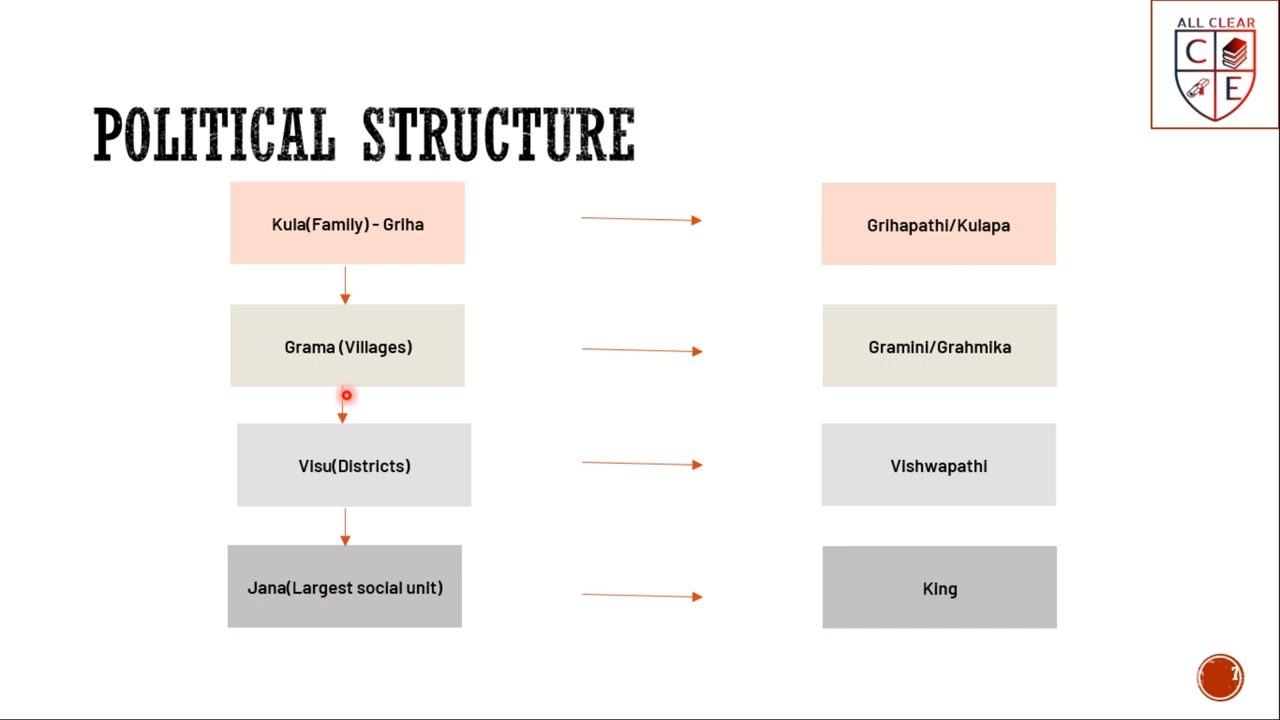 ALL CLEAR
C
E
POLITICAL STRUCTURE
Kula(Family) - Griha
Grihapathi/Kulapa
Grama (Villages)
Gramini/Grahmika
Visu(Districts)
Vishwapathi
Jana(Largest social unit)
King
7